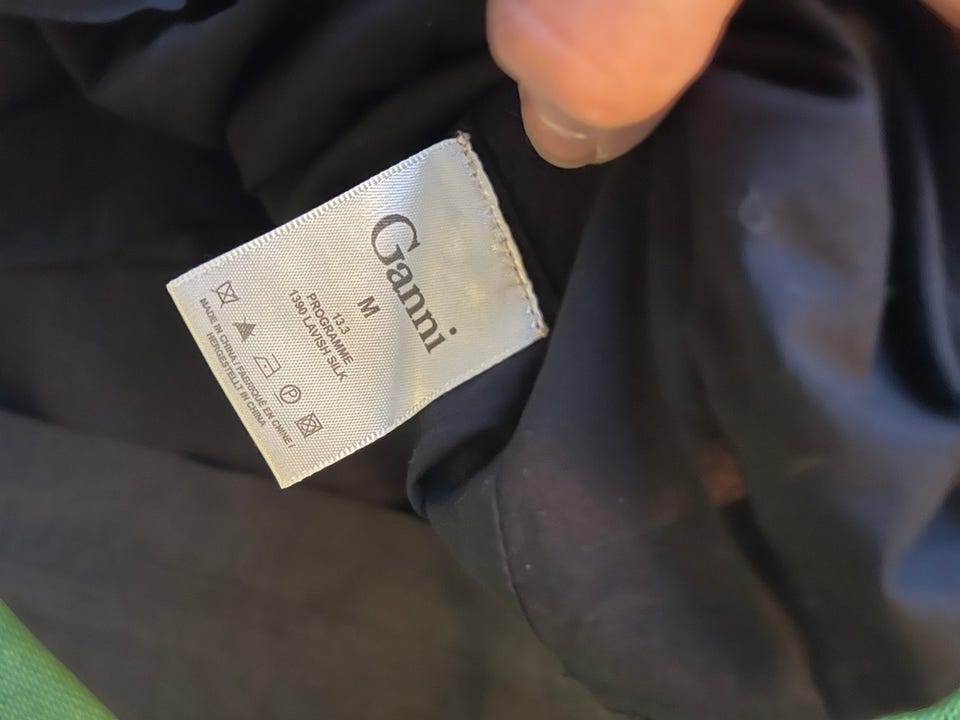 Ganni
M
13.3
PROGRAMME
1390 LAVISH SILK
MADE IN CHINA / FABRIQUÉ EN CHINE /
HERGESTELLT IN CHINA